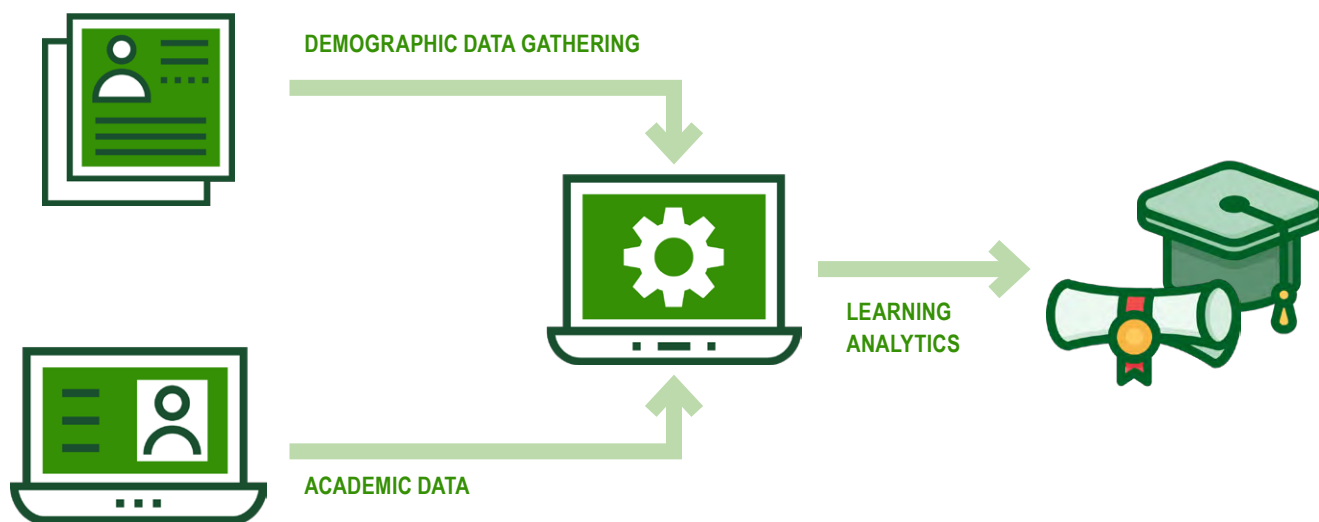 DEMOGRAPHIC DATA GATHERING
LEARNING
ANALYTICS
ACADEMIC DATA